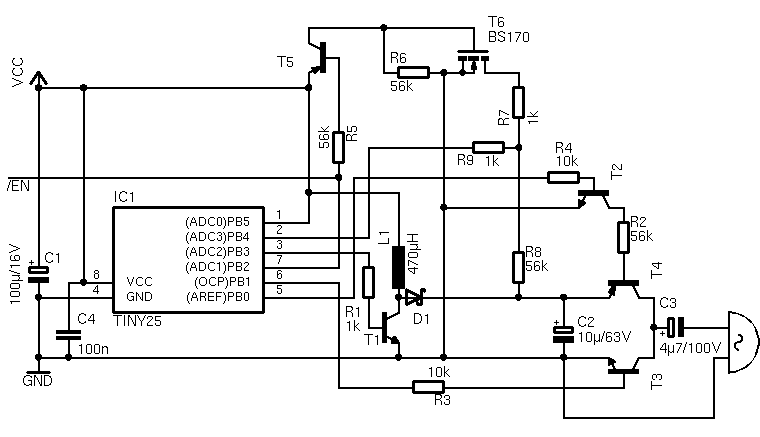 T6
BS170
VCC
T5
R6
56k
56k
R5
R7
1k
R9
1k
R4
10k
T2
/EN
IC1
(ADC0)PB5
1
(ADC3)PB4
2
(ADC2)PB3
3
(ADC1)PB2
7
(OCP)PB1
6
(AREF)PB0
5
8
VCC
4
GND
TINY25
L1
470µH
R2
56k
R8
56k
T4
+
C1
100µ/16V
C4
100n
R1
1k
T1
D1
+
C2
10µ/63V
C3
+
4µ7/100V
GND
10k
R3
T3